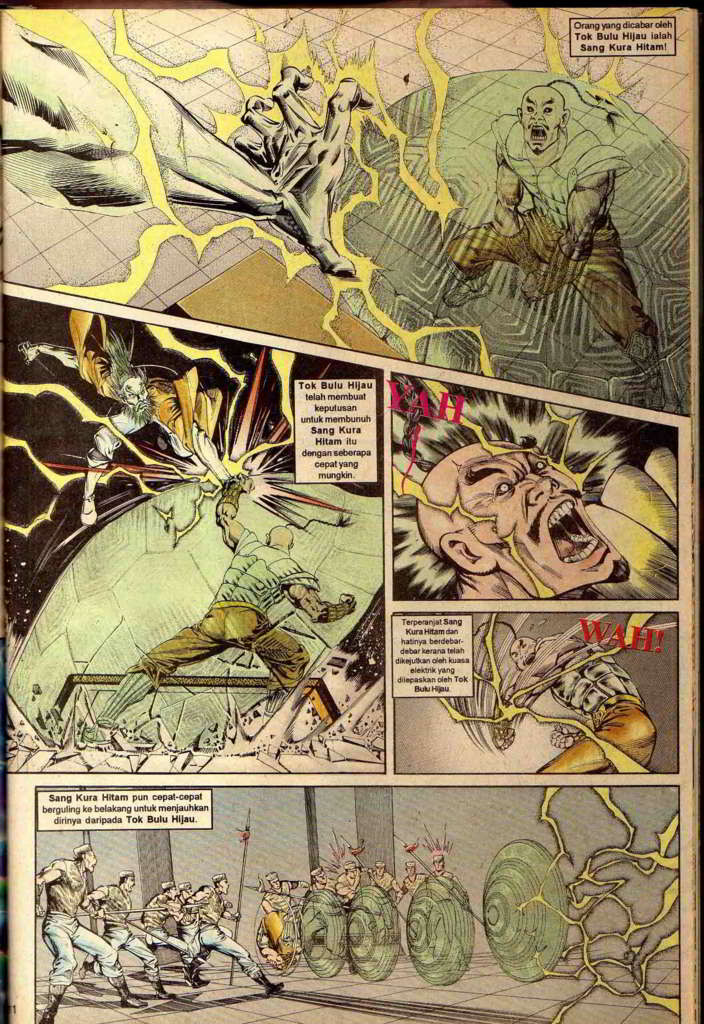 Orang yang dicabar oleh
Tok Bulu Hijau ialah
Sang Kura Hitam!
Tok Bulu Hijau
telah membuat
keputusan
untuk membunuh
Sang Kura
Hitam itu
dengan seberapa
cepat yang
mungkin.
YAH
Terperanjat Sang
Kura Hitam dan
hatinya berdebar-
debar kerana telah
dikejutkan oleh kuasa
elektrik yang
dilepaskan oleh Tok
Bulu Hijau.
WAH!
Sang Kura Hitam pun cepat-cepat
berguling ke belakang untuk menjauhkan
dirinya daripada Tok Bulu Hijau.